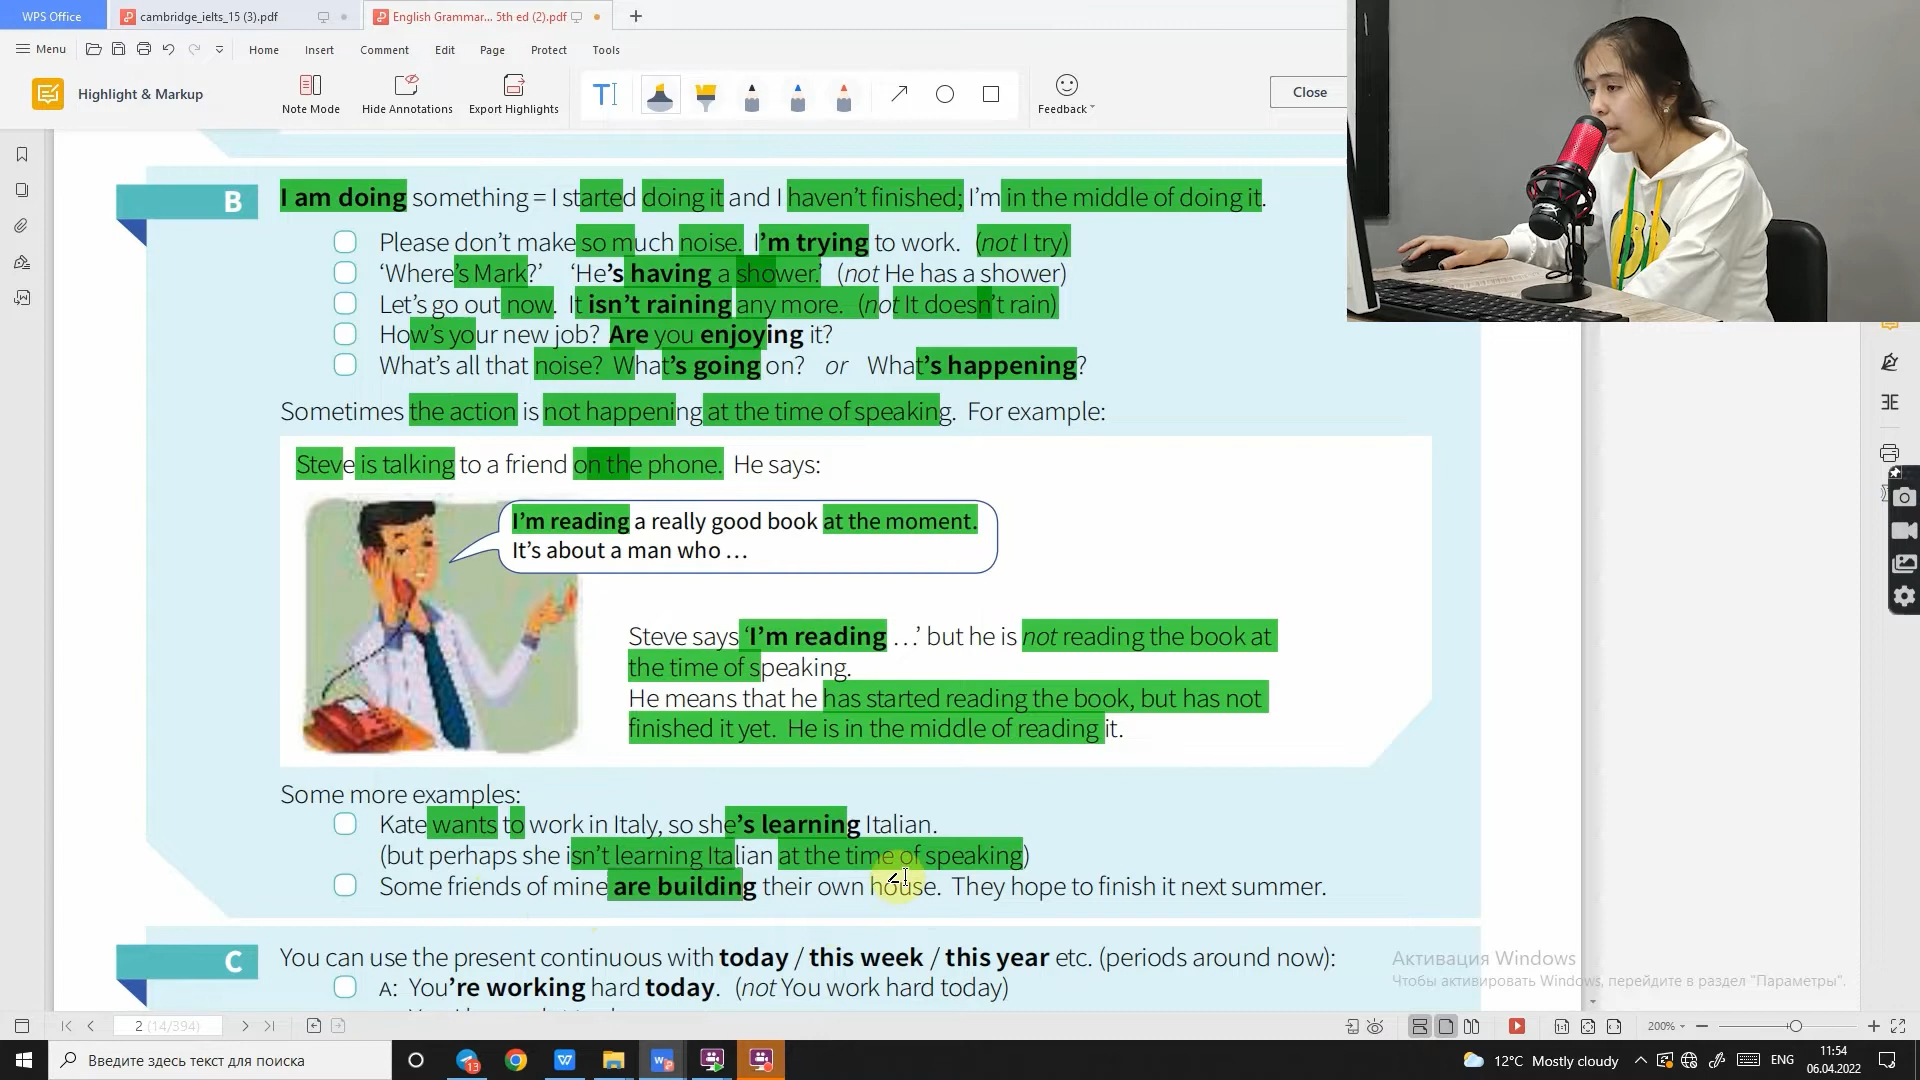 WPS Office
cambridge_ielts_15 (3).pdf
English Grammar... 5th ed (2).pdf
Menu
Home
Insert
Comment
Edit
Page
Protect
Tools
Highlight & Markup
Note Mode
Hide Annotations
Export Highlights
Feedback
Close
B
I am doing something = I started doing it and I haven't finished; I'm in the middle of doing it.
Please don't make so much noise. I'm trying to work. (not I try)
'Where's Mark?' 'He's having a shower.' (not He has a shower)
Let's go out now. It isn't raining any more. (not It doesn't rain)
How's your new job? Are you enjoying it?
What's all that noise? What's going on? or What's happening?
Sometimes the action is not happening at the time of speaking. For example:
Steve is talking to a friend on the phone. He says:
I'm reading a really good book at the moment.
It's about a man who …
Steve says 'I'm reading …' but he is not reading the book at
the time of speaking.
He means that he has started reading the book, but has not
finished it yet. He is in the middle of reading it.
Some more examples:
Kate wants to work in Italy, so she's learning Italian.
(but perhaps she isn't learning Italian at the time of speaking)
Some friends of mine are building their own house. They hope to finish it next summer.
C
You can use the present continuous with today / this week / this year etc. (periods around now):
A: You're working hard today. (not You work hard today)
Активация Windows
Чтобы активировать Windows, перейдите в раздел "Параметры".
2 (14/394)
200%
Введите здесь текст для поиска
13
12°C Mostly cloudy
ENG
11:54
06.04.2022